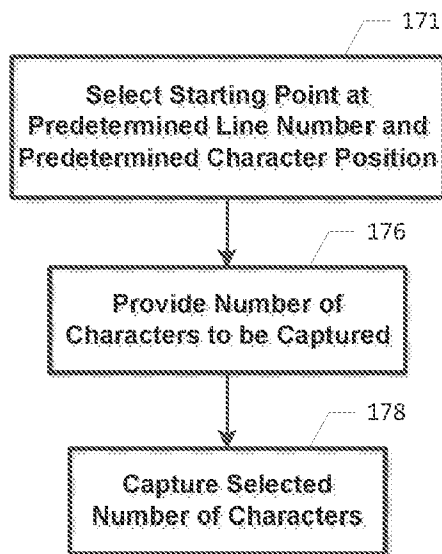 171
Select Starting Point at
Predetermined Line Number and
Predetermined Character Position
176
Provide Number of
Characters to be Captured
178
Capture Selected
Number of Characters